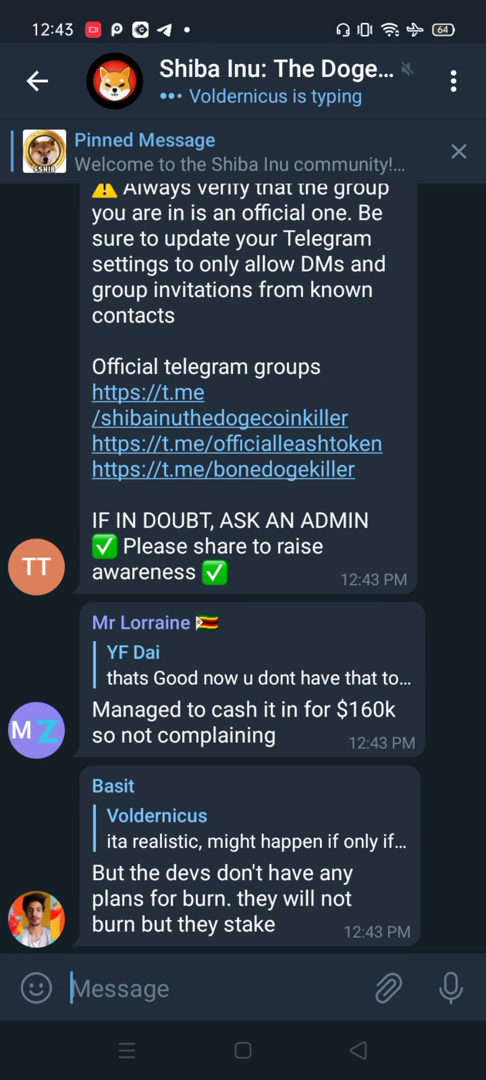 12:43
64
Shiba Inu: The Doge...
Voldernicus is typing
Pinned Message
Welcome to the Shiba Inu community!...
⚠️ Always verify that the group
you are in is an official one. Be
sure to update your Telegram
settings to only allow DMs and
group invitations from known
contacts
Official telegram groups
https://t.me
/shibainuthedogecoinkiller
https://t.me/officialleashtoken
https://t.me/bonedogekiller
IF IN DOUBT, ASK AN ADMIN
✅ Please share to raise
awareness ✅
12:43 PM
TT
Mr Lorraine 🇿🇼
YF Dai
thats Good now u dont have that to...
Managed to cash it in for $160k
so not complaining
12:43 PM
M Z
Basit
Voldernicus
ita realistic, might happen if only if...
But the devs don't have any
plans for burn. they will not
burn but they stake
12:43 PM
Message